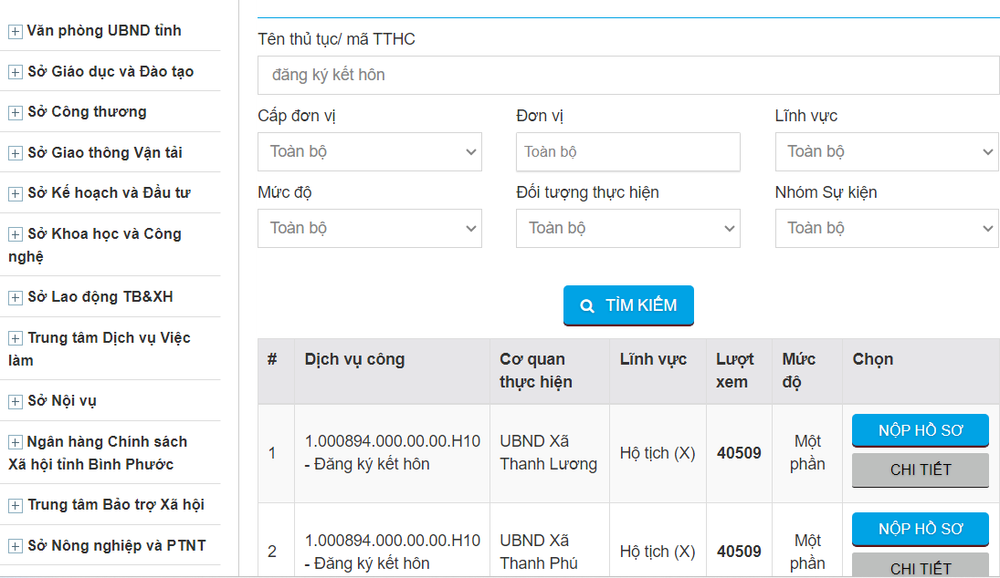 Văn phòng UBND tỉnh
Sở Giáo dục và Đào tạo
Sở Công thương
Sở Giao thông Vận tải
Sở Kế hoạch và Đầu tư
Sở Khoa học và Công
nghệ
Sở Lao động TB&XH
Trung tâm Dịch vụ Việc
làm
Sở Nội vụ
Ngân hàng Chính sách
Xã hội tỉnh Bình Phước
Trung tâm Bảo trợ Xã hội
Sở Nông nghiệp và PTNT
Tên thủ tục/ mã TTHC
đăng ký kết hôn
Cấp đơn vị Đơn vị Lĩnh vực
Toàn bộ Toàn bộ Toàn bộ
Mức độ Đối tượng thực hiện Nhóm Sự kiện
Toàn bộ Toàn bộ Toàn bộ
TÌM KIẾM
# Dịch vụ công Cơ quan Lĩnh vực Lượt Mức Chọn
thực hiện xem độ
1 1.000894.000.00.00.H10 UBND Xã Hộ tịch (X) 40509 Một NỘP HỒ SƠ
- Đăng ký kết hôn Thanh Lương phần CHI TIẾT
2 1.000894.000.00.00.H10 UBND Xã Hộ tịch (X) 40509 Một NỘP HỒ SƠ
- Đăng ký kết hôn Thanh Phú phần CHI TIẾT